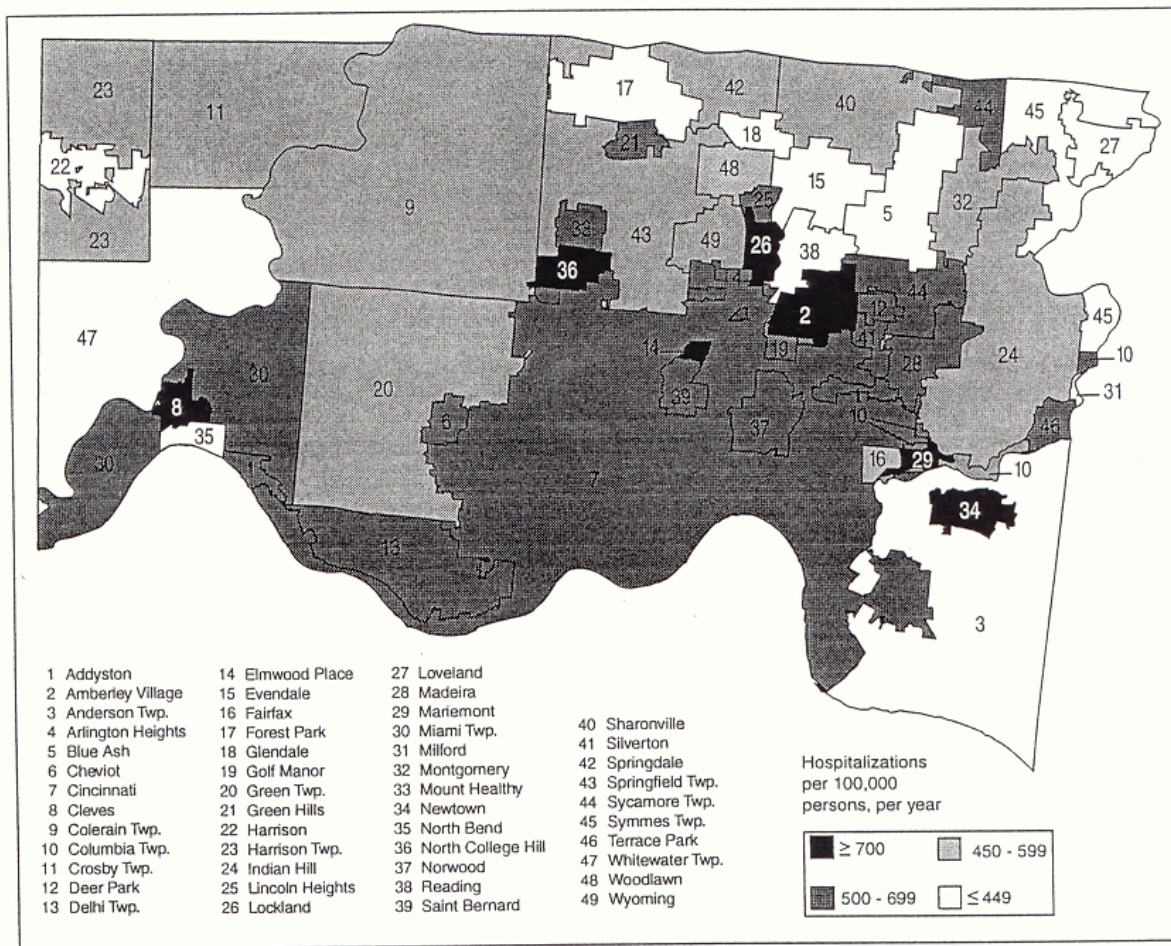 23
11
17
42
40
44
45
27
22
21
18
48
15
9
25
5
32
23
33
43
49
26
38
36
44
2
12
47
14
19
41
28
24
45
10
30
20
8
39
31
6
37
10
46
35
16
29
10
30
1
7
34
13
3
1 Addyston
2 Amberley Village
3 Anderson Twp.
4 Arlington Heights
5 Blue Ash
6 Cheviot
7 Cincinnati
8 Cleves
9 Colerain Twp.
10 Columbia Twp.
11 Crosby Twp.
12 Deer Park
13 Delhi Twp.
14 Elmwood Place
15 Evendale
16 Fairfax
17 Forest Park
18 Glendale
19 Golf Manor
20 Green Twp.
21 Green Hills
22 Harrison
23 Harrison Twp.
24 Indian Hill
25 Lincoln Heights
26 Lockland
27 Loveland
28 Madeira
29 Mariemont
30 Miami Twp.
31 Milford
32 Montgomery
33 Mount Healthy
34 Newtown
35 North Bend
36 North College Hill
37 Norwood
38 Reading
39 Saint Bernard
40 Sharonville
41 Silverton
42 Springdale
43 Springfield Twp.
44 Sycamore Twp.
45 Symmes Twp.
46 Terrace Park
47 Whitewater Twp.
48 Woodlawn
49 Wyoming
Hospitalizations
per 100,000
persons, per year
≥ 700
450 - 599
500 - 699
≤ 449